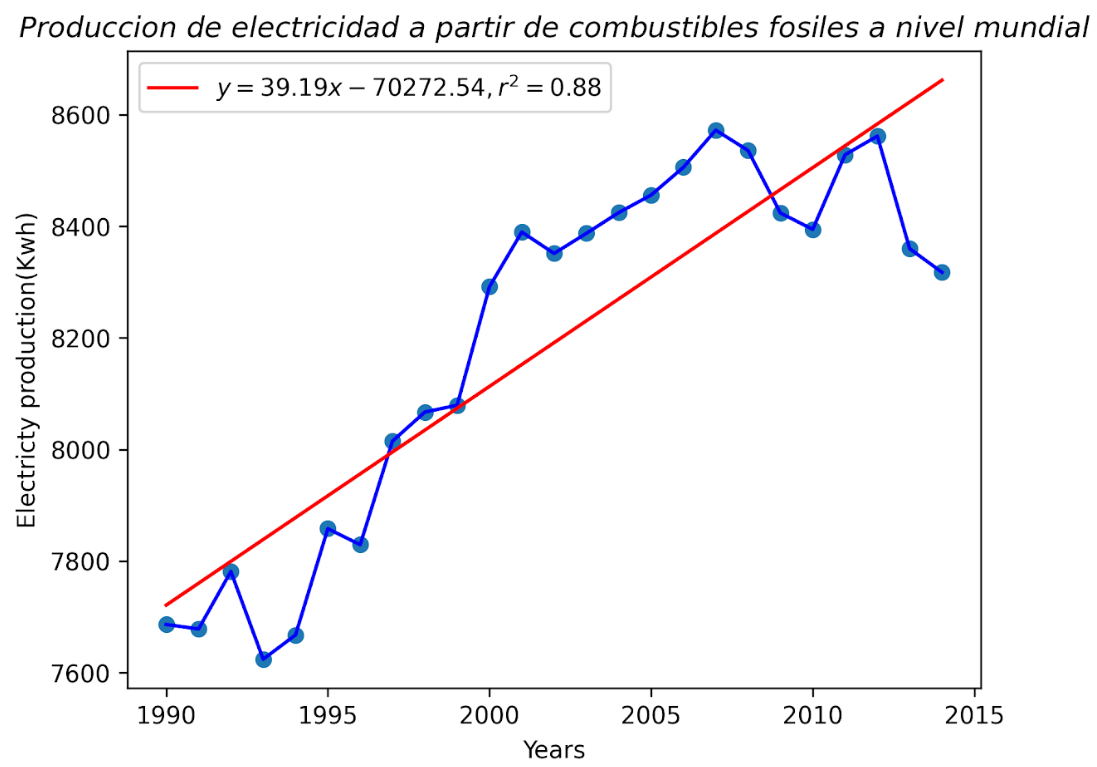 Produccion de electricidad a partir de combustibles fosiles a nivel mundial
y = 39.19x − 70272.54, r² = 0.88
8600
8400
8200
8000
7800
7600
Electricty production(Kwh)
1990 1995 2000 2005 2010 2015
Years